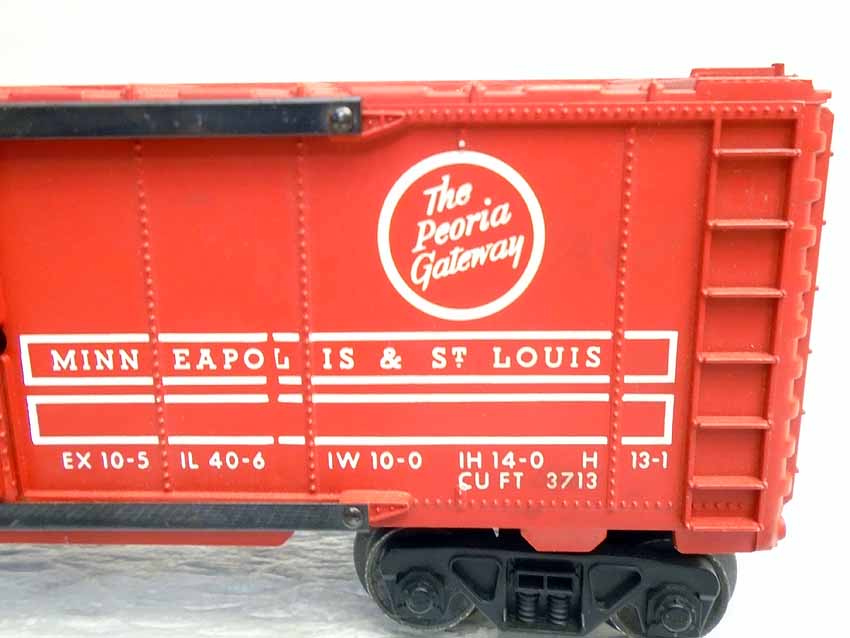 The
Peoria
Gateway
MINNEAPOLIS & ST LOUIS
EX 10-5 IL 40-6 IW 10-0 IH 14-0 H 13-1
CU FT 3713